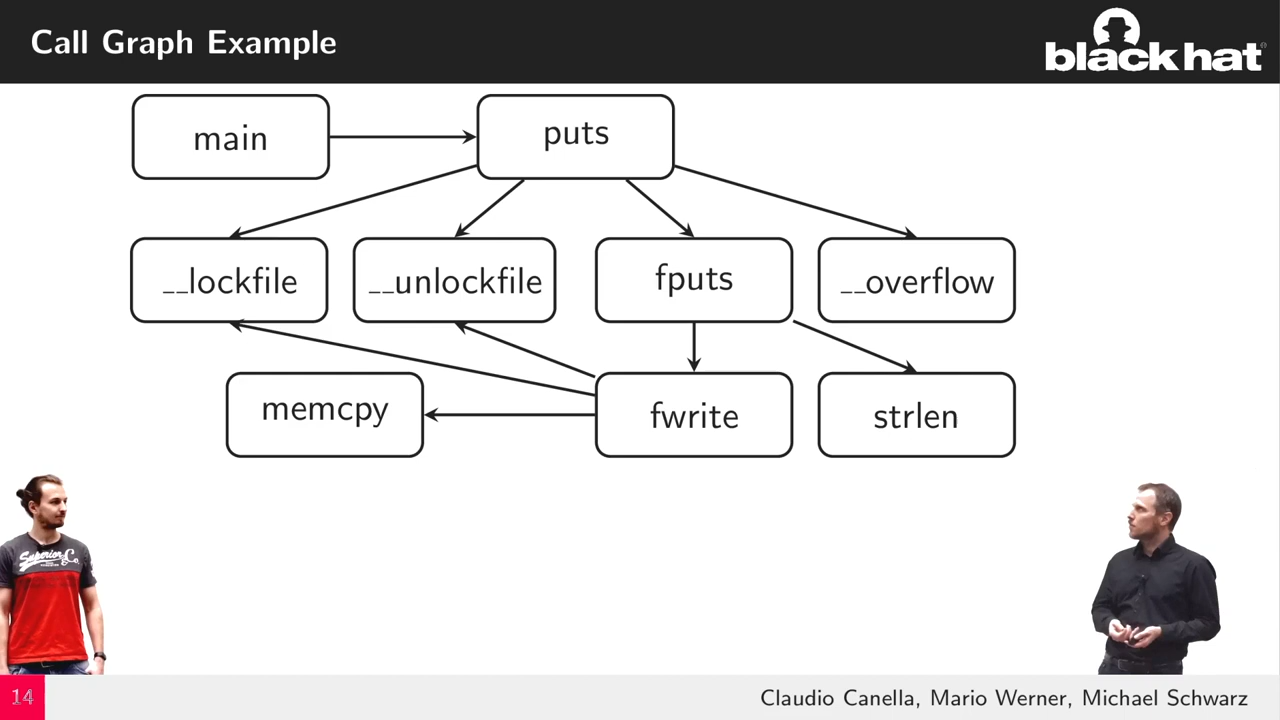 Call Graph Example
black hat
main
puts
__lockfile
__unlockfile
fputs
__overflow
memcpy
fwrite
strlen
Superior
14
Claudio Canella, Mario Werner, Michael Schwarz